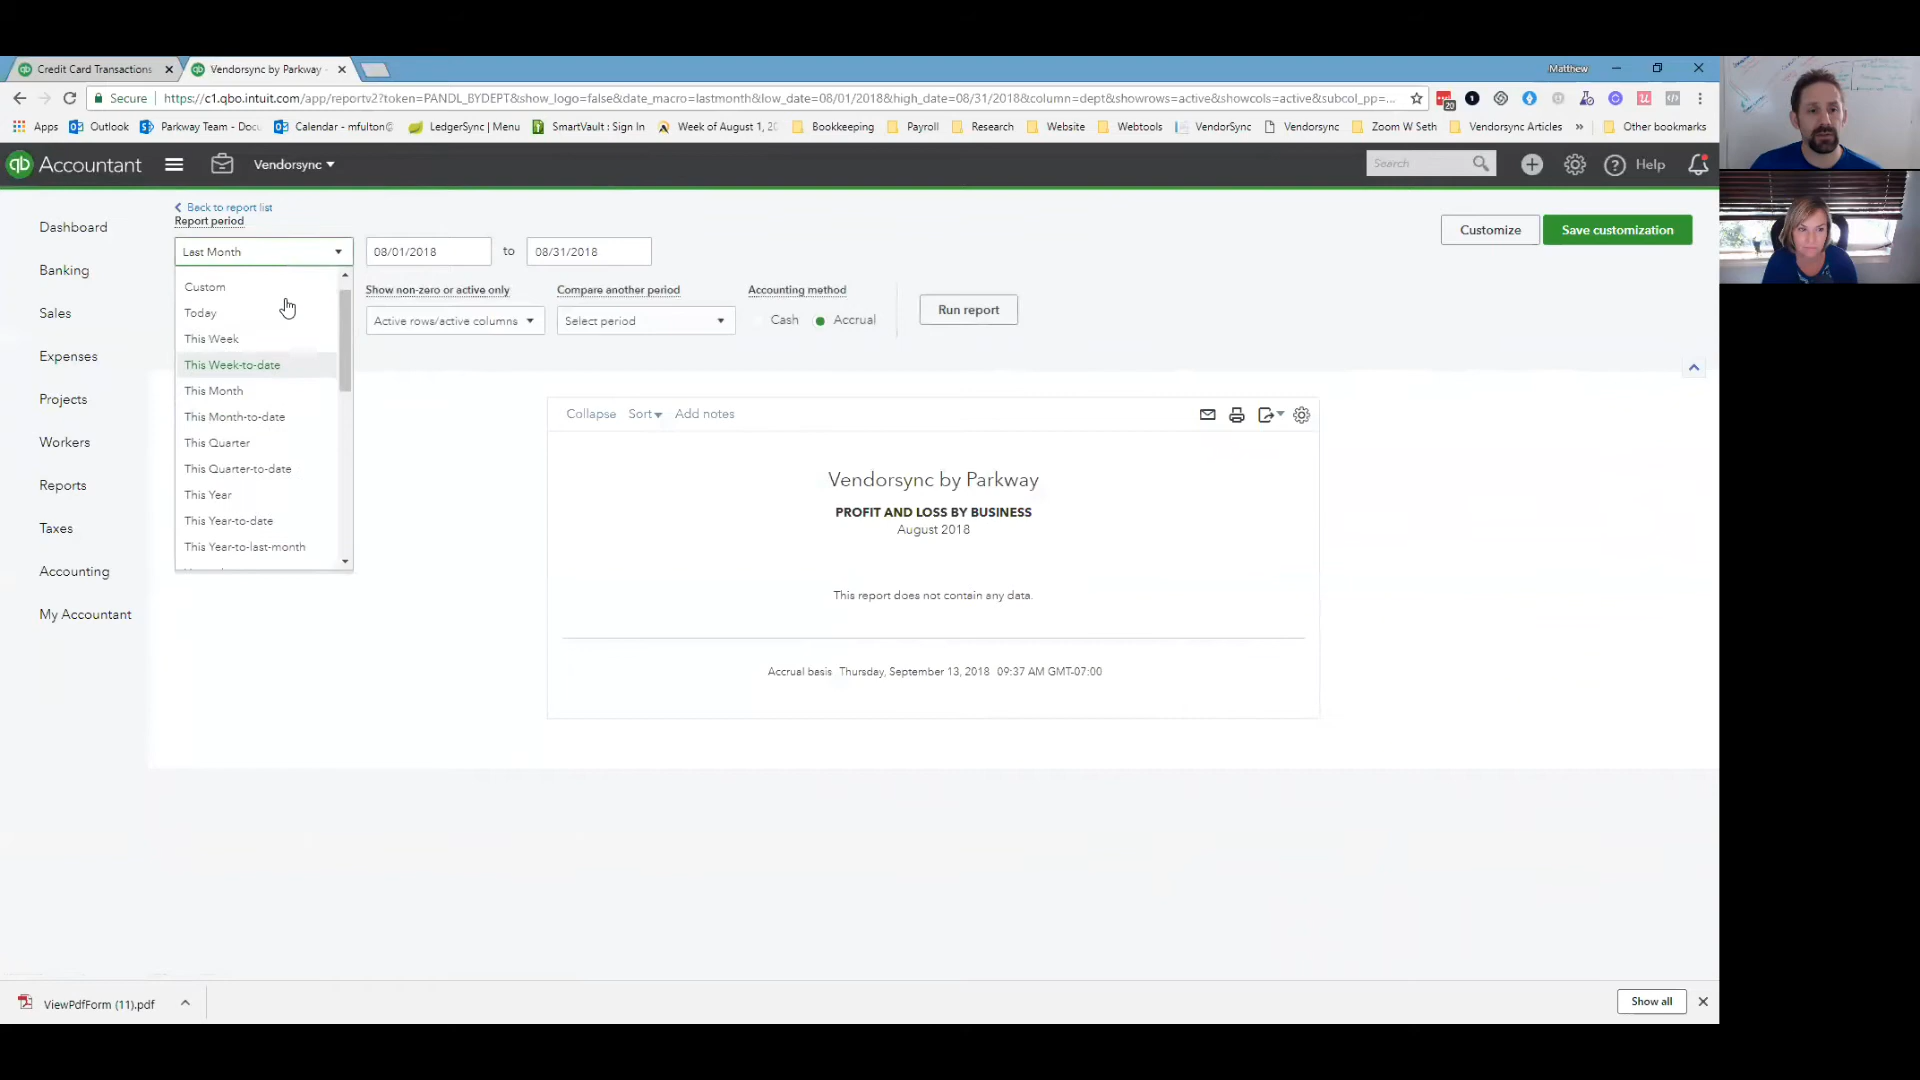 Credit Card Transactions
Vendorsync by Parkway
Matthew
Secure
https://c1.qbo.intuit.com/app/reportv2?token=PANDL_BYDEPT&show_logo=false&date_macro=lastmonth&low_date=08/01/2018&high_date=08/31/2018&column=dept&showrows=active&showcols=active&subcol_pp=...
20
Apps
Outlook
Parkway Team - Docu
Calendar - mfulton@
LedgerSync | Menu
SmartVault : Sign In
Week of August 1, 20
Bookkeeping
Payroll
Research
Website
Webtools
VendorSync
Vendorsync
Zoom W Seth
Vendorsync Articles
»
Other bookmarks
qb Accountant
Vendorsync
Search
Help
Dashboard
Banking
Sales
Expenses
Projects
Workers
Reports
Taxes
Accounting
My Accountant
Back to report list
Report period
Last Month
08/01/2018
to
08/31/2018
Customize
Save customization
Custom
Today
This Week
This Week-to-date
This Month
This Month-to-date
This Quarter
This Quarter-to-date
This Year
This Year-to-date
This Year-to-last-month
Show non-zero or active only
Active rows/active columns
Compare another period
Select period
Accounting method
Cash
Accrual
Run report
Collapse
Sort
Add notes
Vendorsync by Parkway
PROFIT AND LOSS BY BUSINESS
August 2018
This report does not contain any data.
Accrual basis Thursday, September 13, 2018 09:37 AM GMT-07:00
ViewPdfForm (11).pdf
Show all